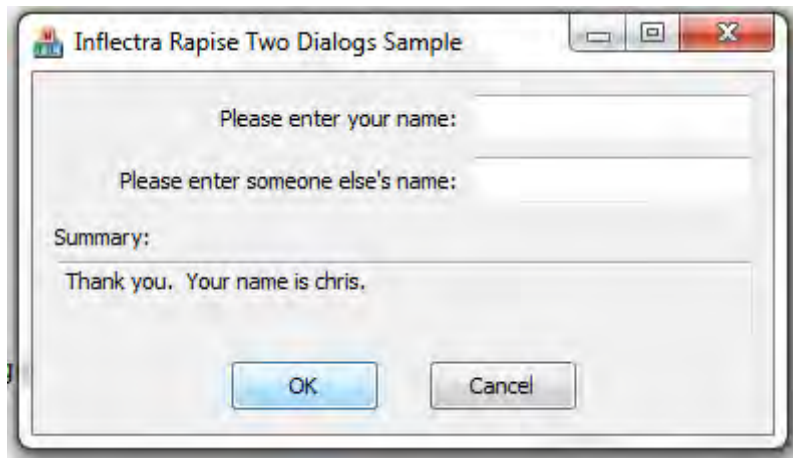 Inflectra Rapise Two Dialogs Sample
Please enter your name:
Please enter someone else's name:
Summary:
Thank you.  Your name is chris.
OK Cancel